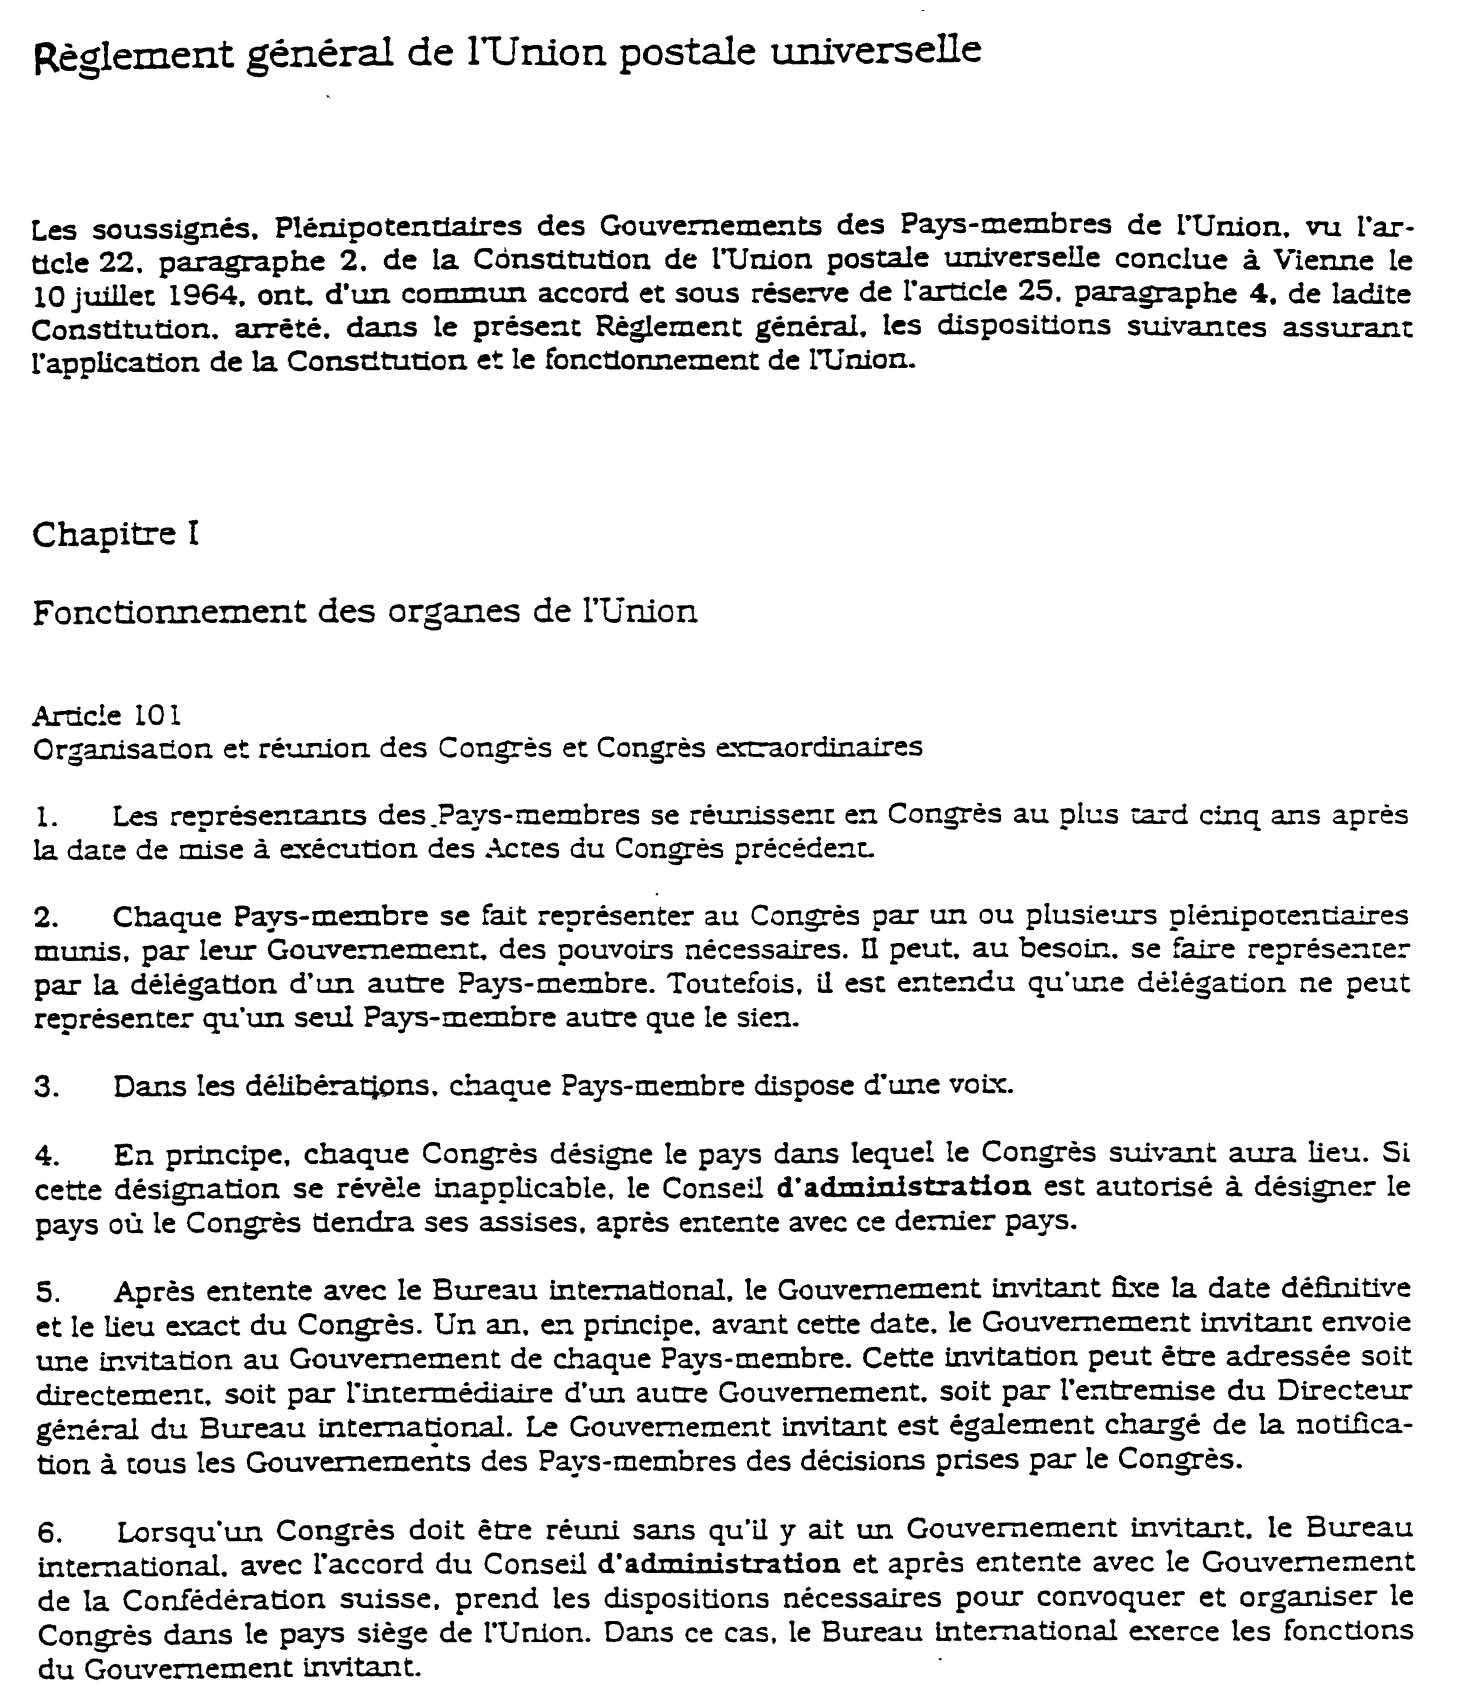 Règlement général de l'Union postale universelle
Les soussignés, Plénipotentiaires des Gouvernements des Pays-membres de l'Union, vu l'ar-
ticle 22, paragraphe 2, de la Constitution de l'Union postale universelle conclue à Vienne le
10 juillet 1964, ont, d'un commun accord et sous réserve de l'article 25, paragraphe 4, de ladite
Constitution, arrêté, dans le présent Règlement général, les dispositions suivantes assurant
l'application de la Constitution et le fonctionnement de l'Union.
Chapitre I
Fonctionnement des organes de l'Union
Article 101
Organisation et réunion des Congrès et Congrès extraordinaires
1. Les représentants des Pays-membres se réunissent en Congrès au plus tard cinq ans après
la date de mise à exécution des Actes du Congrès précédent.
2. Chaque Pays-membre se fait représenter au Congrès par un ou plusieurs plénipotentiaires
munis, par leur Gouvernement, des pouvoirs nécessaires. Il peut, au besoin, se faire représenter
par la délégation d'un autre Pays-membre. Toutefois, il est entendu qu'une délégation ne peut
représenter qu'un seul Pays-membre autre que le sien.
3. Dans les délibérations, chaque Pays-membre dispose d'une voix.
4. En principe, chaque Congrès désigne le pays dans lequel le Congrès suivant aura lieu. Si
cette désignation se révèle inapplicable, le Conseil d'administration est autorisé à désigner le
pays où le Congrès tiendra ses assises, après entente avec ce dernier pays.
5. Après entente avec le Bureau international, le Gouvernement invitant fixe la date définitive
et le lieu exact du Congrès. Un an, en principe, avant cette date, le Gouvernement invitant envoie
une invitation au Gouvernement de chaque Pays-membre. Cette invitation peut être adressée soit
directement, soit par l'intermédiaire d'un autre Gouvernement, soit par l'entremise du Directeur
général du Bureau international. Le Gouvernement invitant est également chargé de la notifica-
tion à tous les Gouvernements des Pays-membres des décisions prises par le Congrès.
6. Lorsqu'un Congrès doit être réuni sans qu'il y ait un Gouvernement invitant, le Bureau
international, avec l'accord du Conseil d'administration et après entente avec le Gouvernement
de la Confédération suisse, prend les dispositions nécessaires pour convoquer et organiser le
Congrès dans le pays siège de l'Union. Dans ce cas, le Bureau international exerce les fonctions
du Gouvernement invitant.